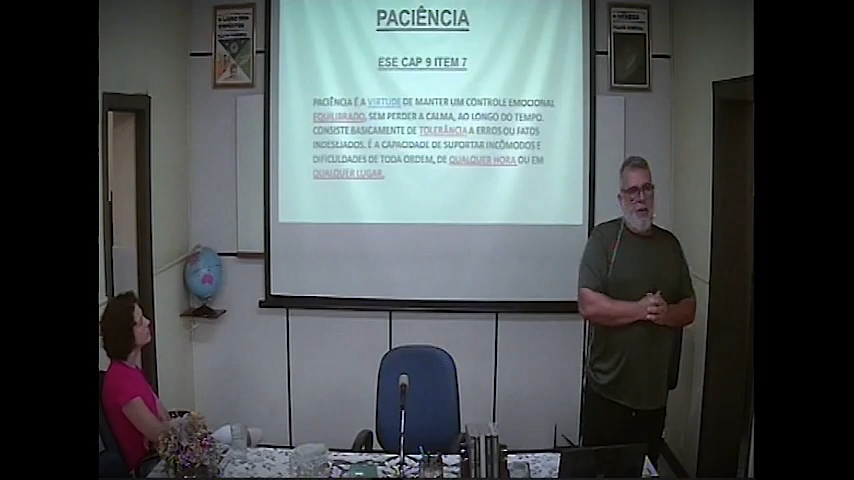 PACIÊNCIA
ESE CAP 9 ITEM 7
PACIÊNCIA É A VIRTUDE DE MANTER UM CONTROLE EMOCIONAL
EQUILIBRADO, SEM PERDER A CALMA, AO LONGO DO TEMPO.
CONSISTE BASICAMENTE DE TOLERÂNCIA A ERROS OU FATOS
INDESEJADOS. É A CAPACIDADE DE SUPORTAR INCÔMODOS E
DIFICULDADES DE TODA ORDEM, DE QUALQUER HORA OU EM
QUALQUER LUGAR.